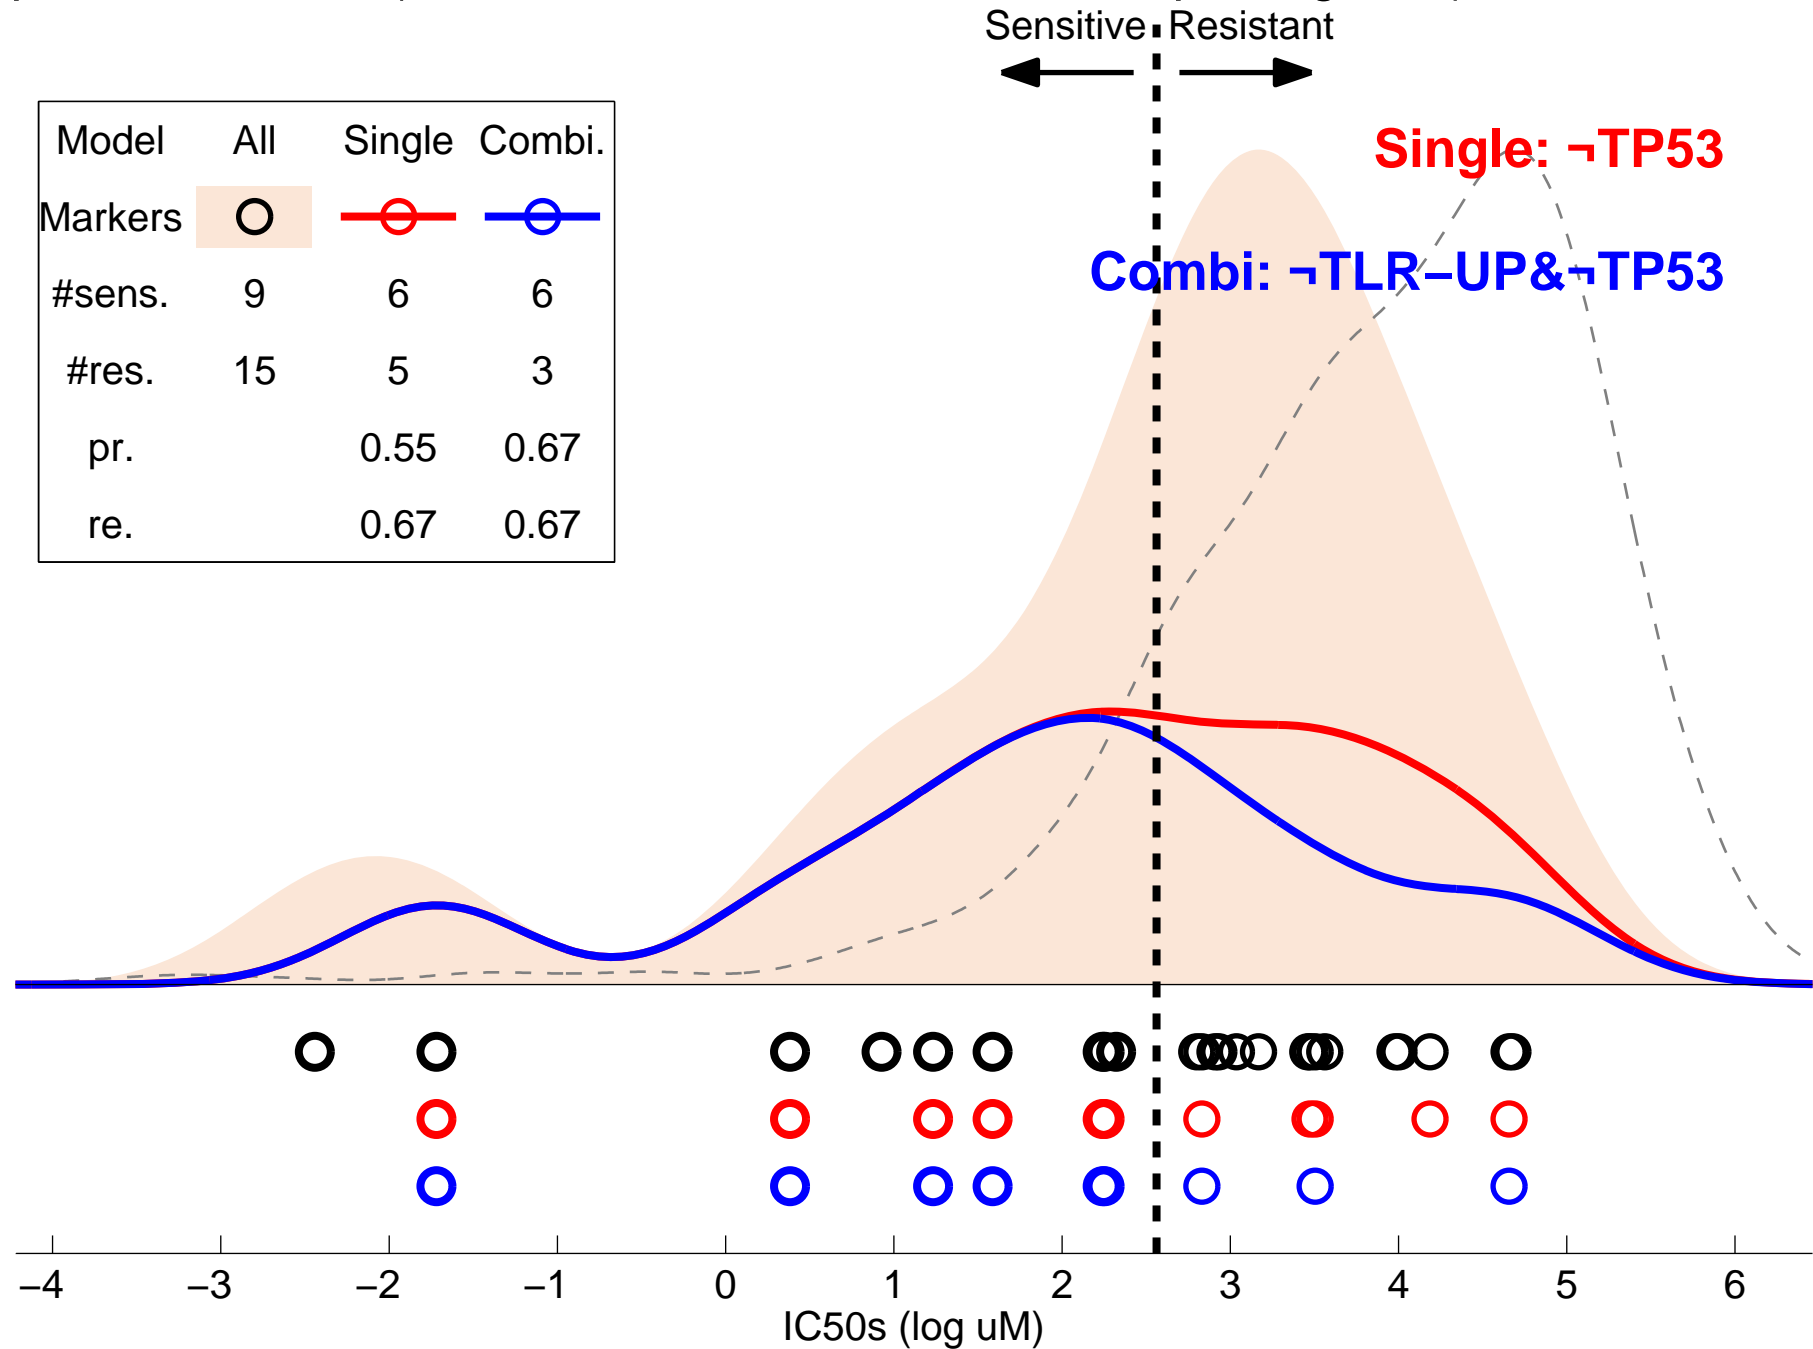 Sensitive Resistant
Model All Single Combi.
Markers
#sens. 9 6 6
#res. 15 5 3
pr. 0.55 0.67
re. 0.67 0.67
Single: ¬TP53
Combi: ¬TLR−UP&¬TP53
−4 −3 −2 −1 0 1 2 3 4 5 6
IC50s (log uM)